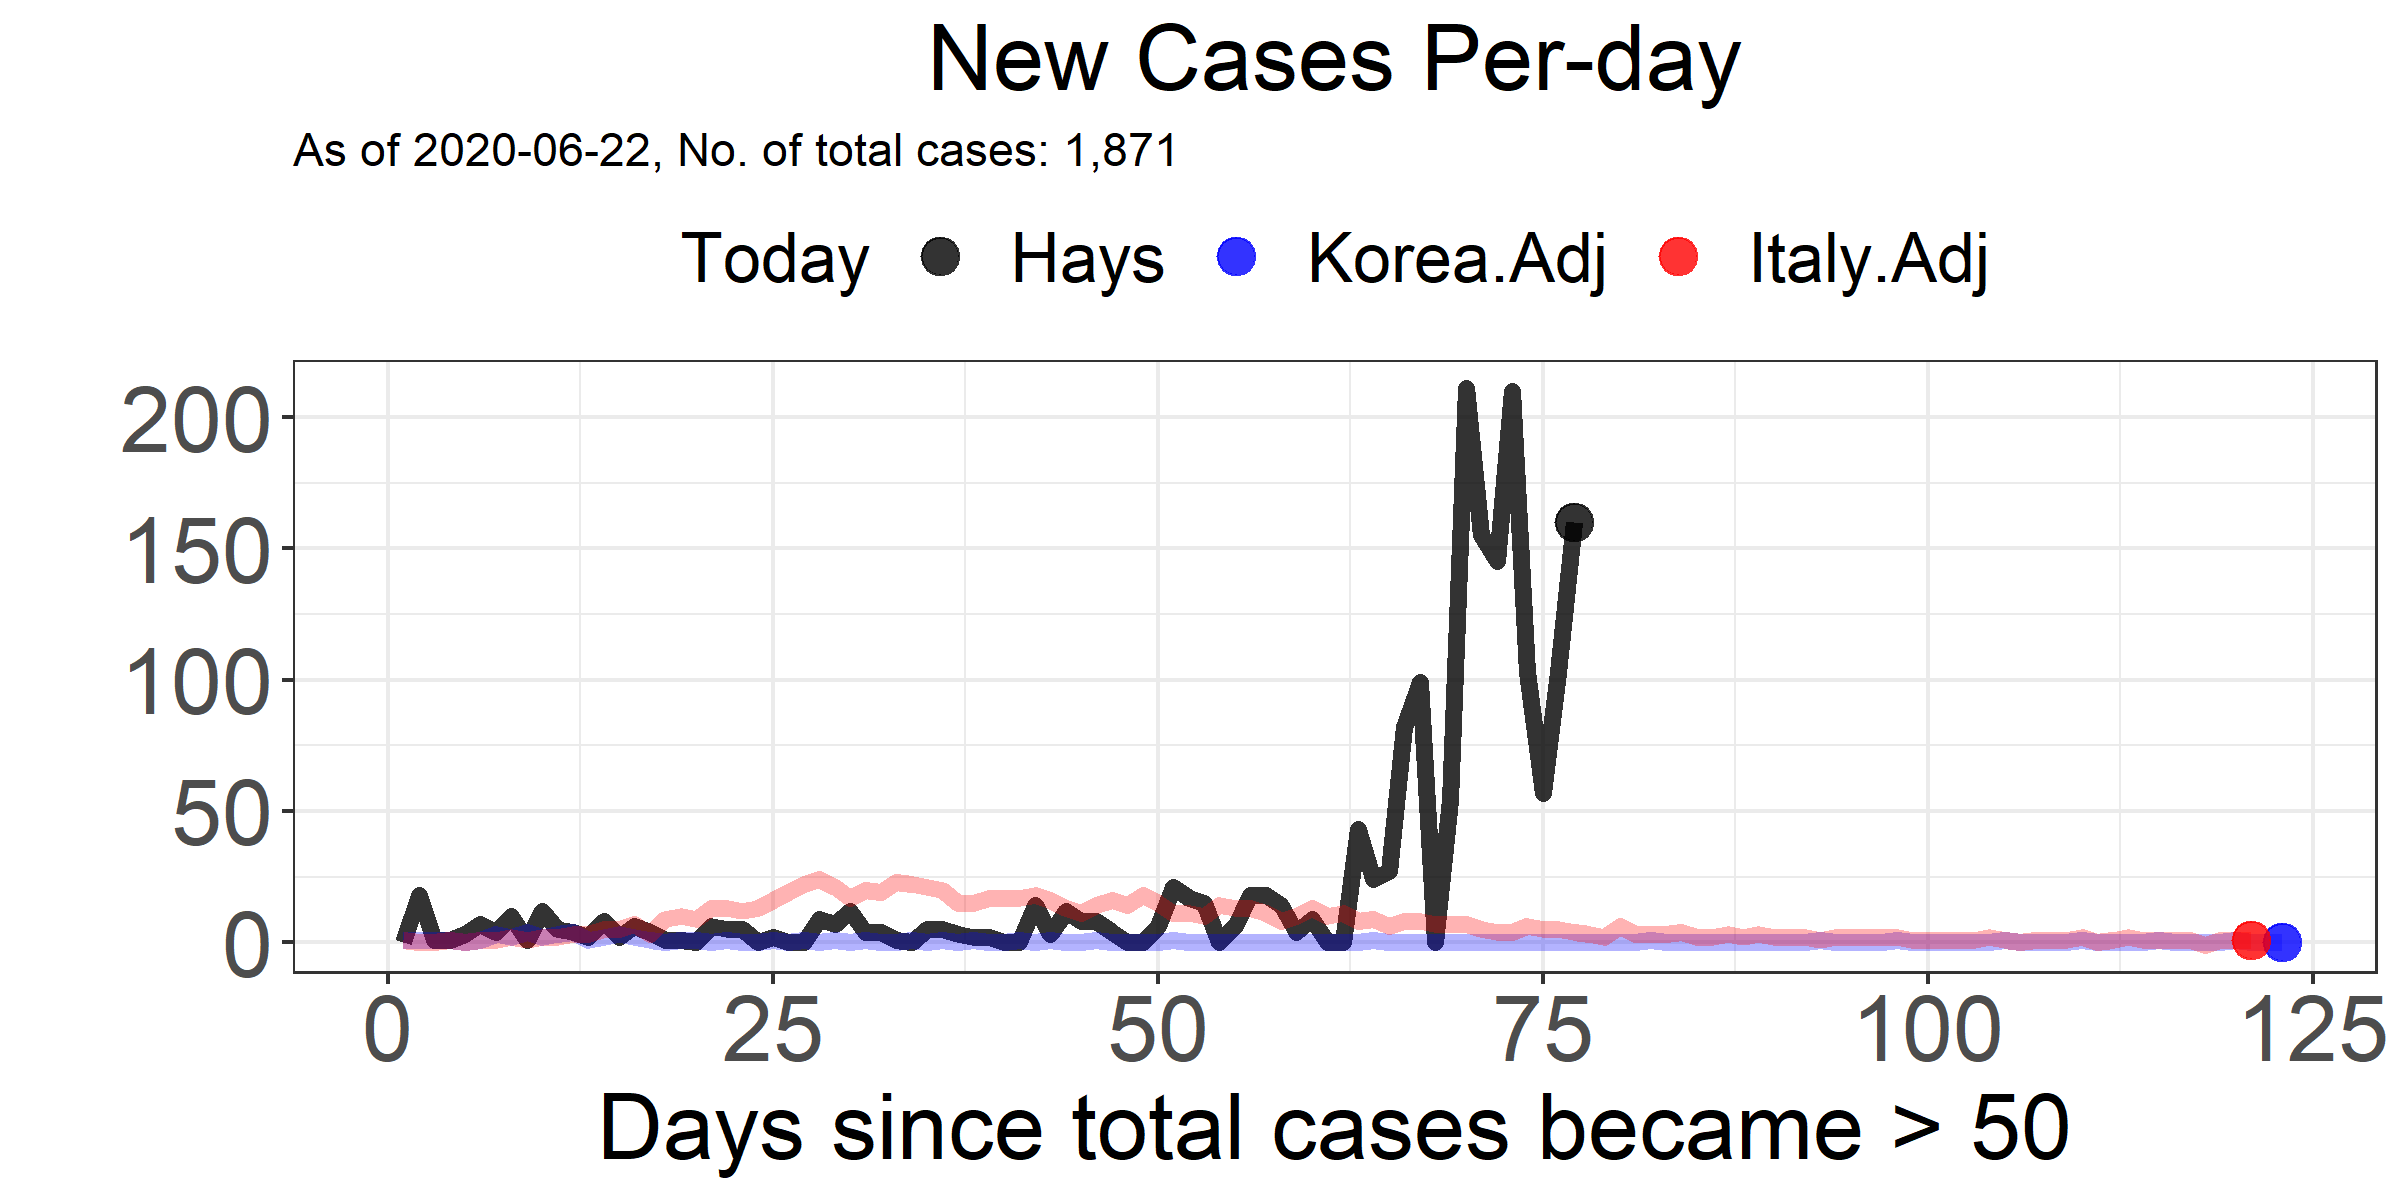 New Cases Per-day
As of 2020-06-22, No. of total cases: 1,871
Today Hays Korea.Adj Italy.Adj
200
150
100
50
0
0 25 50 75 100 125
Days since total cases became > 50